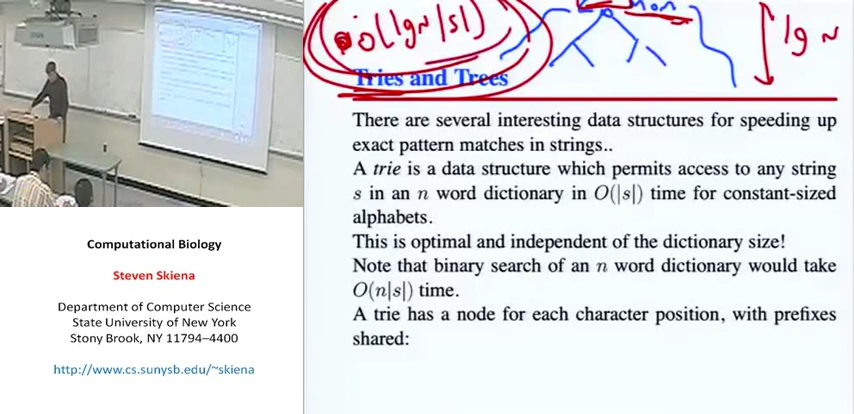 o(lg n |s|)
lg n
Tries and Trees
There are several interesting data structures for speeding up
exact pattern matches in strings..
A trie is a data structure which permits access to any string
s in an n word dictionary in O(|s|) time for constant-sized
alphabets.
This is optimal and independent of the dictionary size!
Note that binary search of an n word dictionary would take
O(n|s|) time.
A trie has a node for each character position, with prefixes
shared:
Computational Biology
Steven Skiena
Department of Computer Science
State University of New York
Stony Brook, NY 11794–4400
http://www.cs.sunysb.edu/~skiena